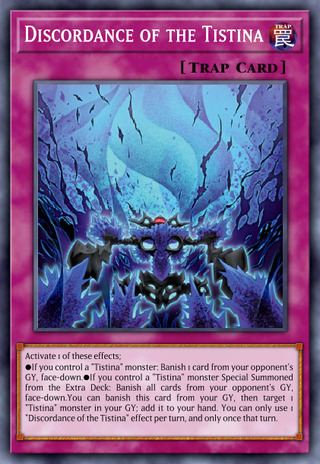 DISCORDANCE OF THE TISTINA
TRAP
罠
[ TRAP CARD ]
Activate 1 of these effects;
●If you control a "Tistina" monster: Banish 1 card from your opponent's
GY, face-down.●If you control a "Tistina" monster Special Summoned
from the Extra Deck: Banish all cards from your opponent's GY,
face-down.You can banish this card from your GY, then target 1
"Tistina" monster in your GY; add it to your hand. You can only use 1
"Discordance of the Tistina" effect per turn, and only once that turn.